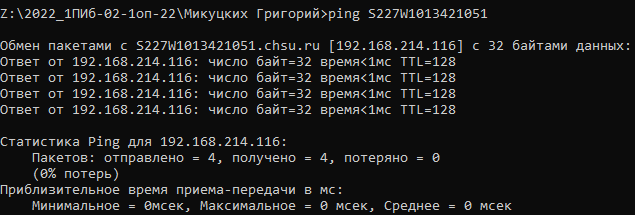 Z:\2022_1ПИб-02-1оп-22\Микуцких Григорий>ping S227W1013421051
Обмен пакетами с S227W1013421051.chsu.ru [192.168.214.116] с 32 байтами данных:
Ответ от 192.168.214.116: число байт=32 время<1мс TTL=128
Ответ от 192.168.214.116: число байт=32 время<1мс TTL=128
Ответ от 192.168.214.116: число байт=32 время<1мс TTL=128
Ответ от 192.168.214.116: число байт=32 время<1мс TTL=128
Статистика Ping для 192.168.214.116:
Пакетов: отправлено = 4, получено = 4, потеряно = 0
(0% потерь)
Приблизительное время приема-передачи в мс:
Минимальное = 0мсек, Максимальное = 0 мсек, Среднее = 0 мсек